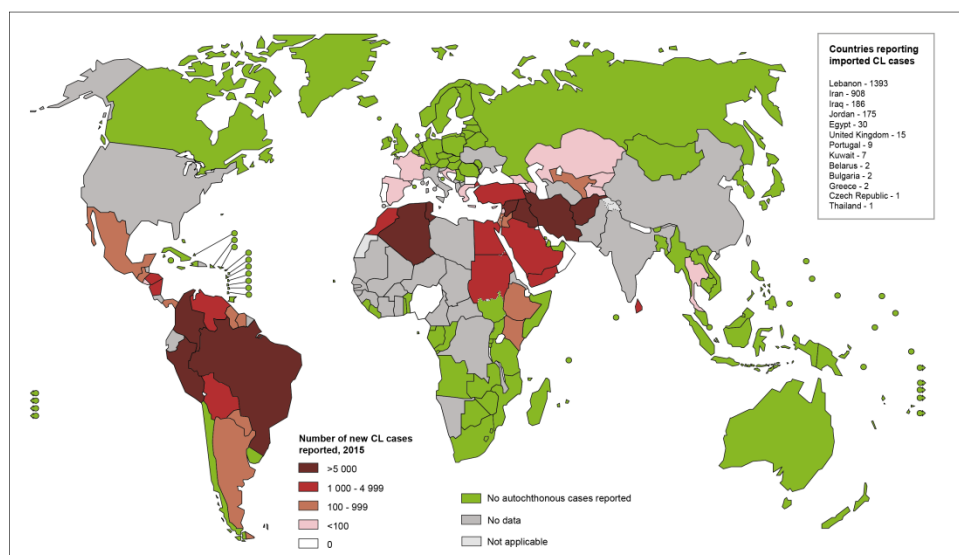 Countries reporting
imported CL cases
Lebanon - 1393
Iran - 908
Iraq - 186
Jordan - 175
Egypt - 30
United Kingdom - 15
Portugal - 9
Kuwait - 7
Belarus - 2
Bulgaria - 2
Greece - 2
Czech Republic - 1
Thailand - 1
Number of new CL cases
reported, 2015
>5 000
1 000 - 4 999
100 - 999
<100
0
No autochthonous cases reported
No data
Not applicable